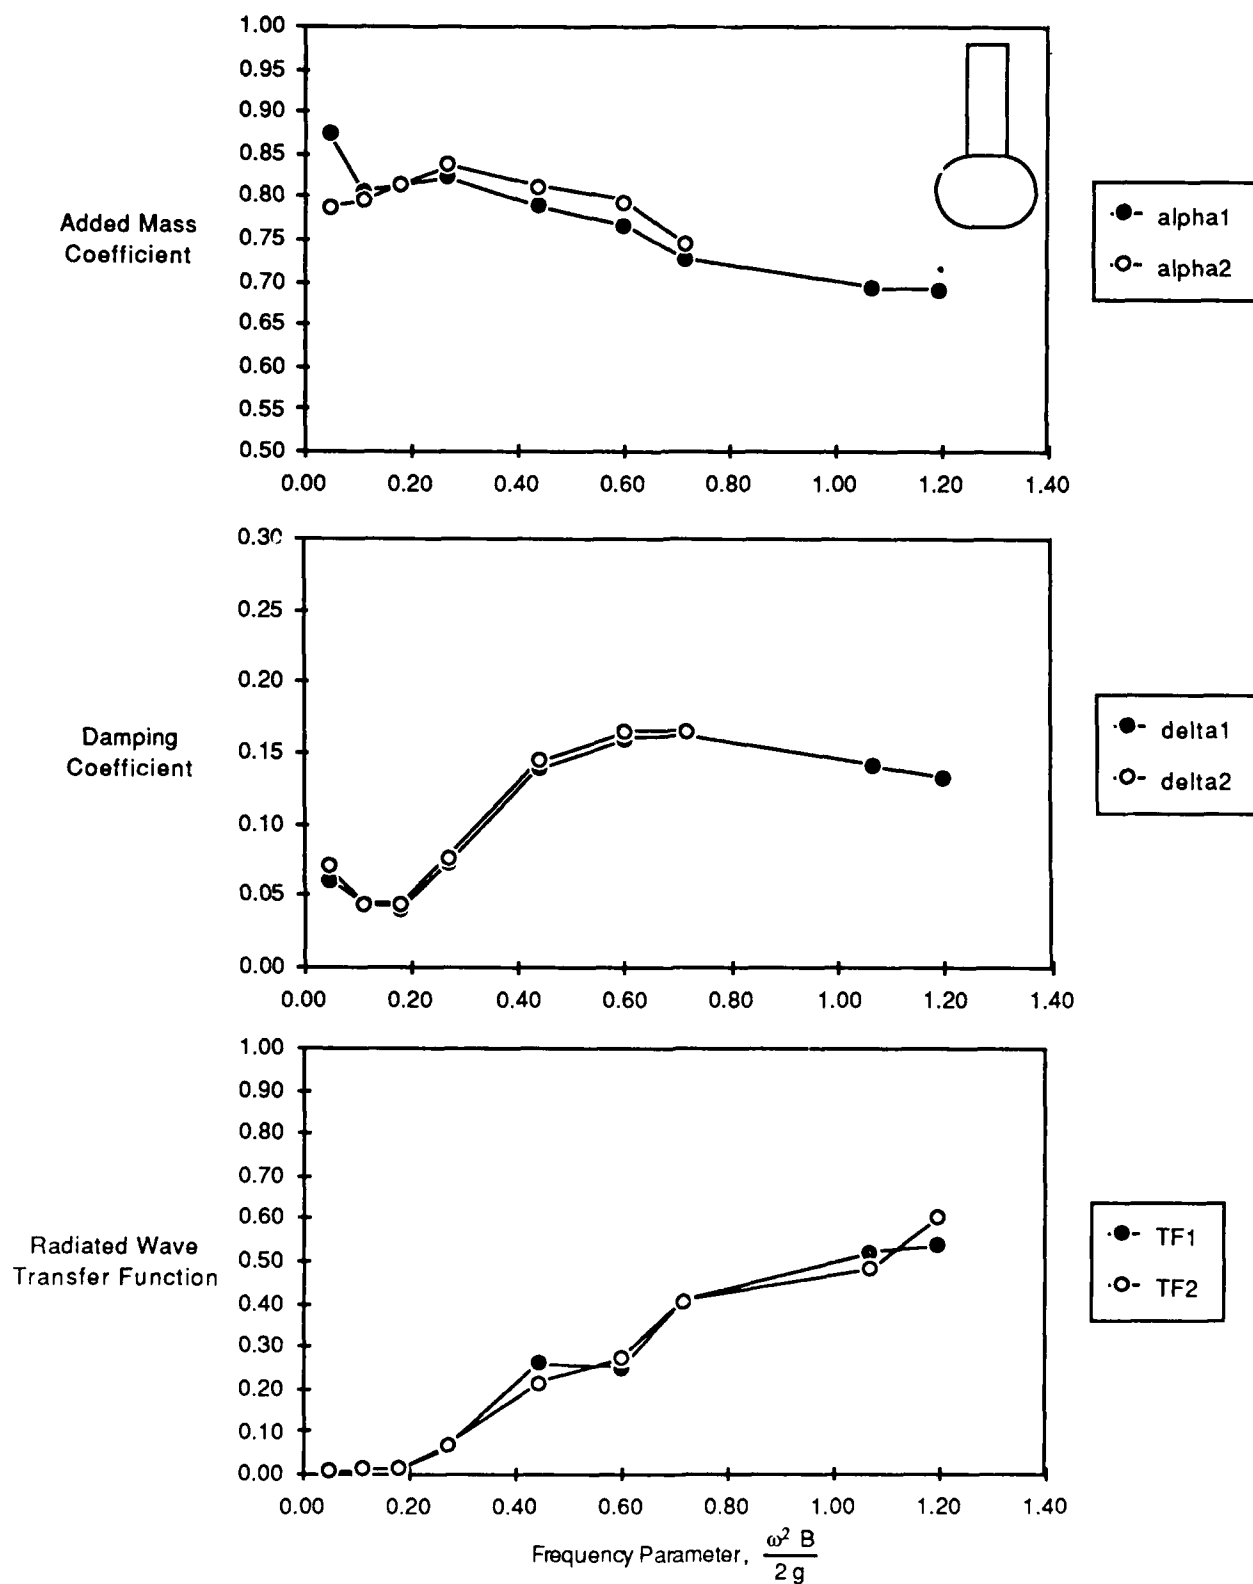 1.00
0.95
0.90
0.85
0.80
0.75
0.70
0.65
0.60
0.55
0.50
Added Mass
Coefficient
0.00 0.20 0.40 0.60 0.80 1.00 1.20 1.40
alpha1
alpha2
0.30
0.25
0.20
0.15
0.10
0.05
0.00
Damping
Coefficient
0.00 0.20 0.40 0.60 0.80 1.00 1.20 1.40
delta1
delta2
1.00
0.90
0.80
0.70
0.60
0.50
0.40
0.30
0.20
0.10
0.00
Radiated Wave
Transfer Function
0.00 0.20 0.40 0.60 0.80 1.00 1.20 1.40
TF1
TF2
Frequency Parameter, ω² B
2 g